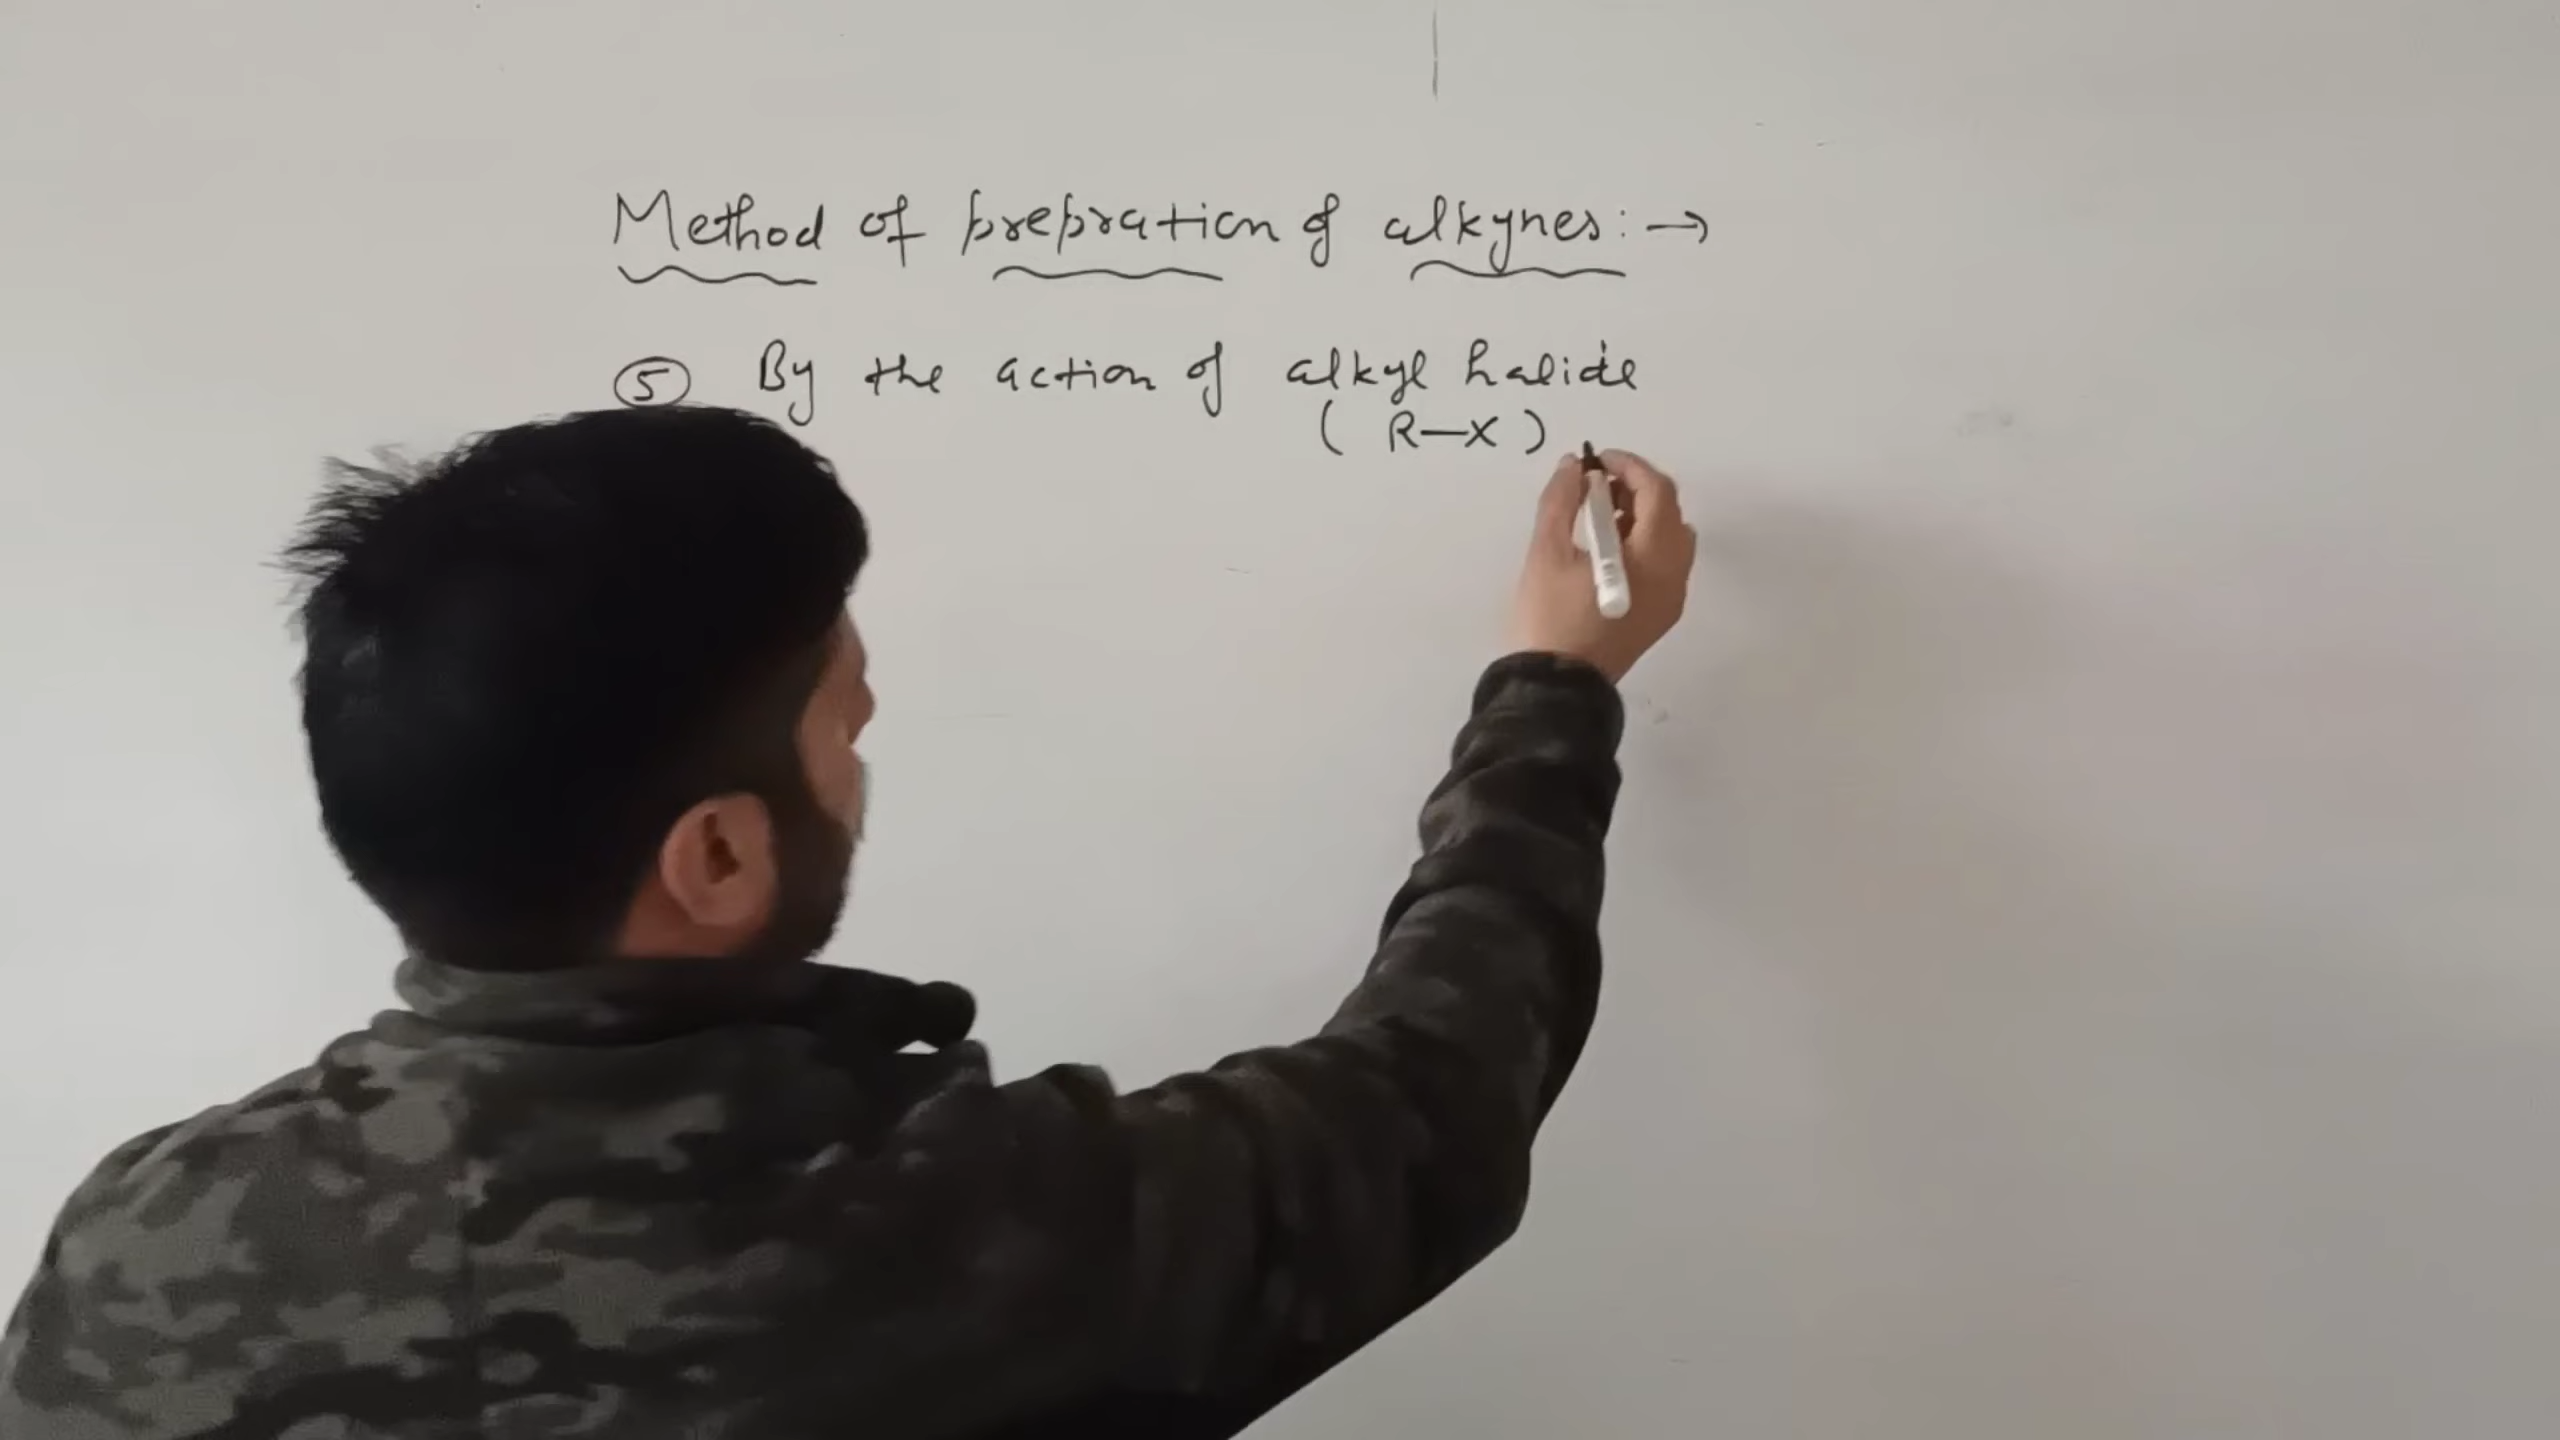 Method of prepration of alkynes:→
⑤ By the action of alkyl halide
( R—X )